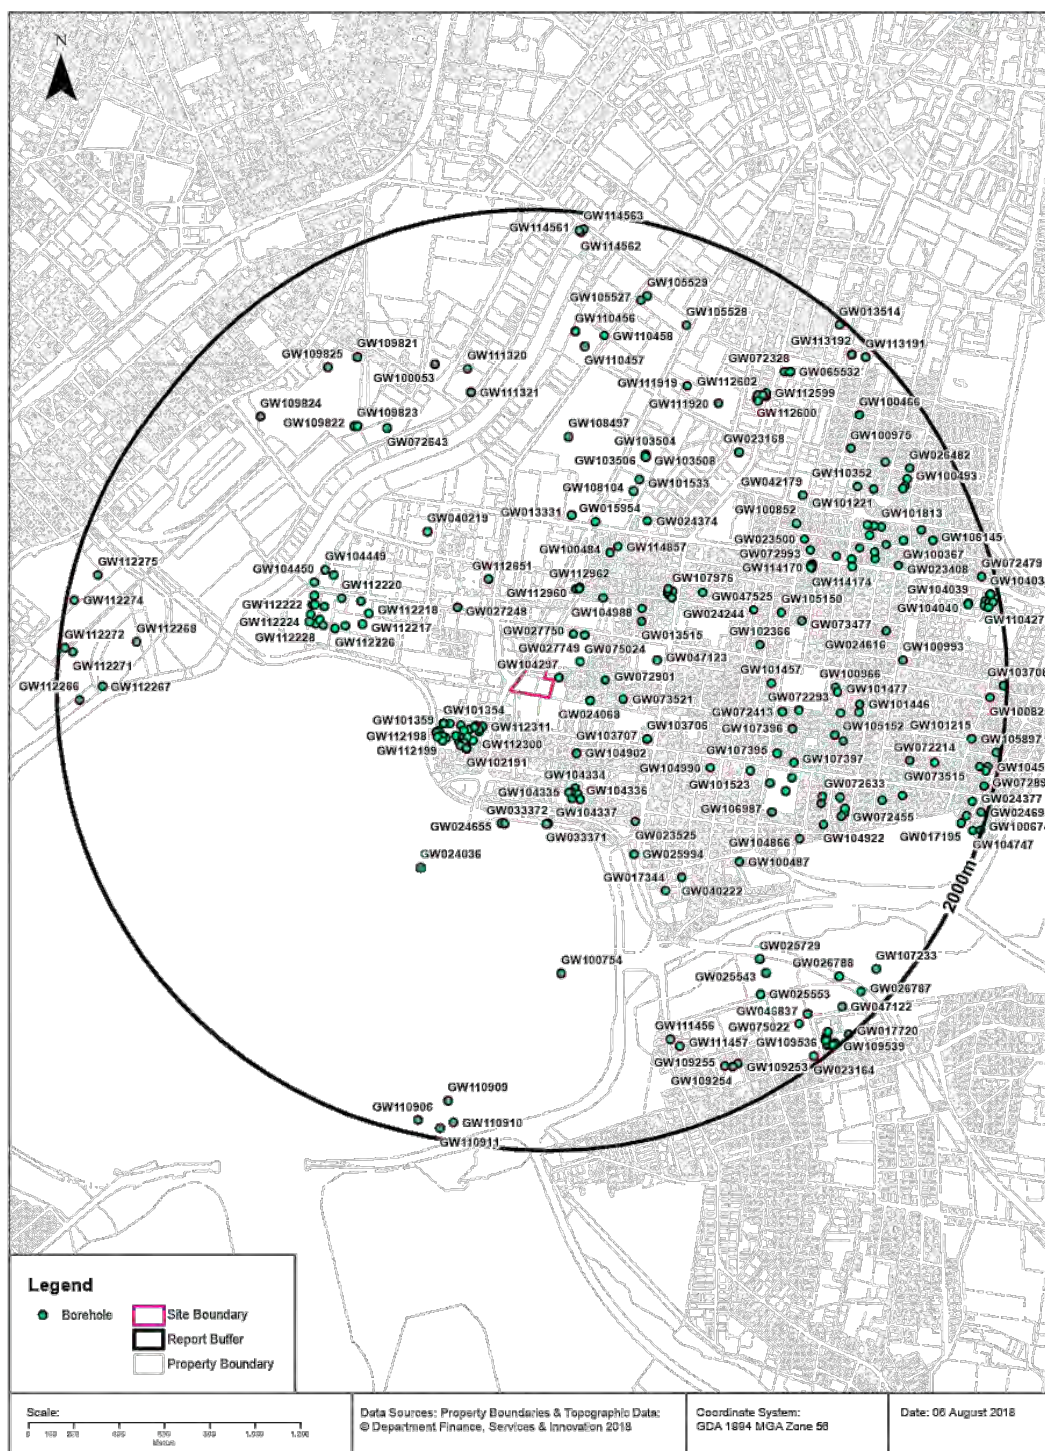 N
GW114563
GW114561
GW114562
GW105529
GW105527
GW105528
GW110456
GW013514
GW110458
GW109821
GW113192
GW113191
GW109825
GW111320
GW110457
GW072328
GW100053
GW065532
GW111919
GW112602
GW112599
GW111321
GW109824
GW111920
GW112600
GW100466
GW109823
GW109822
GW108497
GW072643
GW103504
GW023168
GW100975
GW103506
GW103508
GW026482
GW110352
GW100493
GW101533
GW042179
GW108104
GW101221
GW013331
GW015954
GW101813
GW040219
GW024374
GW100852
GW023500
GW106145
GW100484
GW114857
GW104449
GW072993
GW100367
GW112275
GW104450
GW112651
GW114170
GW023408
GW072479
GW112962
GW114174
GW107976
GW112220
GW112960
GW104039
GW112274
GW047525
GW105150
GW112222
GW112218
GW027248
GW104988
GW024244
GW104040
GW112224
GW112217
GW073477
GW110427
GW112272
GW112268
GW112228
GW112226
GW027750
GW013515
GW102366
GW024616
GW027749
GW075024
GW100993
GW112271
GW104297
GW047123
GW101457
GW100966
GW103708
GW112266
GW112267
GW072901
GW101477
GW101354
GW073521
GW072293
GW101446
GW101359
GW112311
GW024068
GW072413
GW105152
GW101215
GW112198
GW112300
GW103707
GW103706
GW107396
GW105897
GW112199
GW102191
GW104902
GW107395
GW107397
GW072214
GW104334
GW104990
GW073515
GW104335
GW104336
GW101523
GW072633
GW033372
GW104337
GW106987
GW072455
GW024377
GW024655
GW033371
GW023525
GW017195
GW104866
GW104922
GW104747
GW024036
GW025994
GW100487
GW017344
GW040222
2000m
GW025729
GW100754
GW026788
GW107233
GW025543
GW026787
GW025553
GW047122
GW046837
GW111456
GW075022
GW017720
GW111457
GW109536
GW109539
GW109255
GW109253
GW023164
GW109254
GW110909
GW110906
GW110910
GW110911
Legend
Borehole
Site Boundary
Report Buffer
Property Boundary
Scale:
Meters
Data Sources: Property Boundaries & Topographic Data:
© Department Finance, Services & Innovation 2018
Coordinate System:
GDA 1994 MGA Zone 56
Date: 06 August 2018